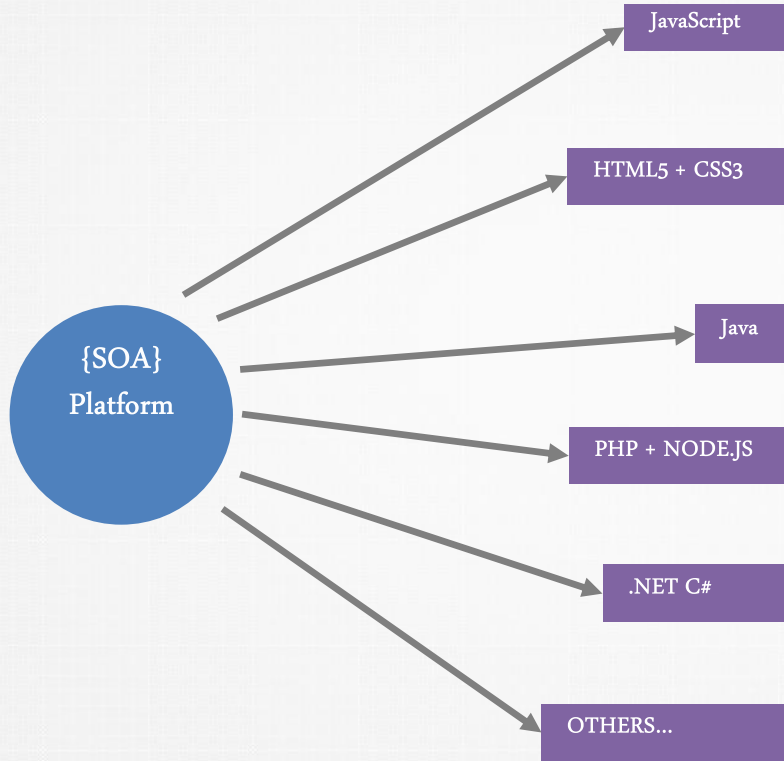 JavaScript
HTML5 + CSS3
{SOA}
Platform
Java
PHP + NODE.JS
.NET C#
OTHERS...